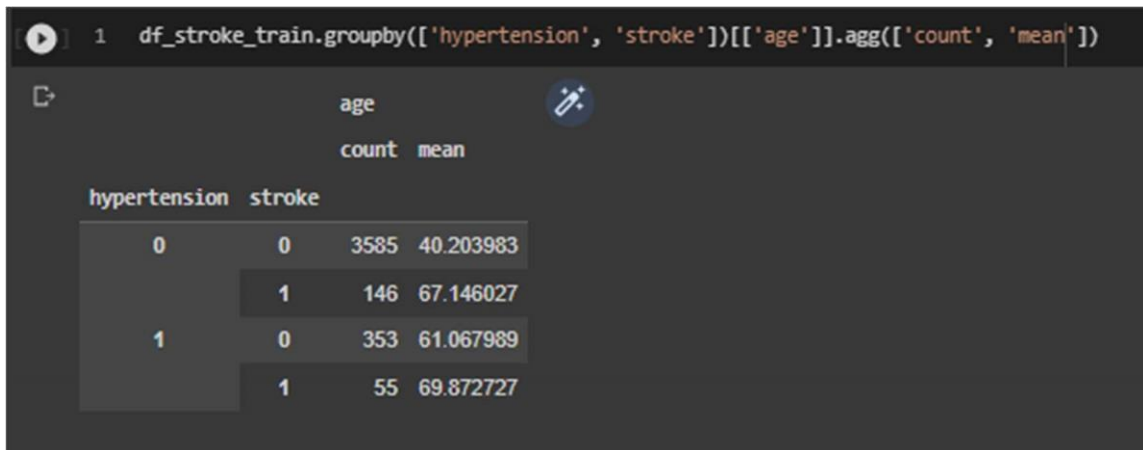 [ ] 1 df_stroke_train.groupby(['hypertension', 'stroke'])[['age']].agg(['count', 'mean'])
age
count mean
hypertension stroke
0 0 3585 40.203983
1 146 67.146027
1 0 353 61.067989
1 55 69.872727